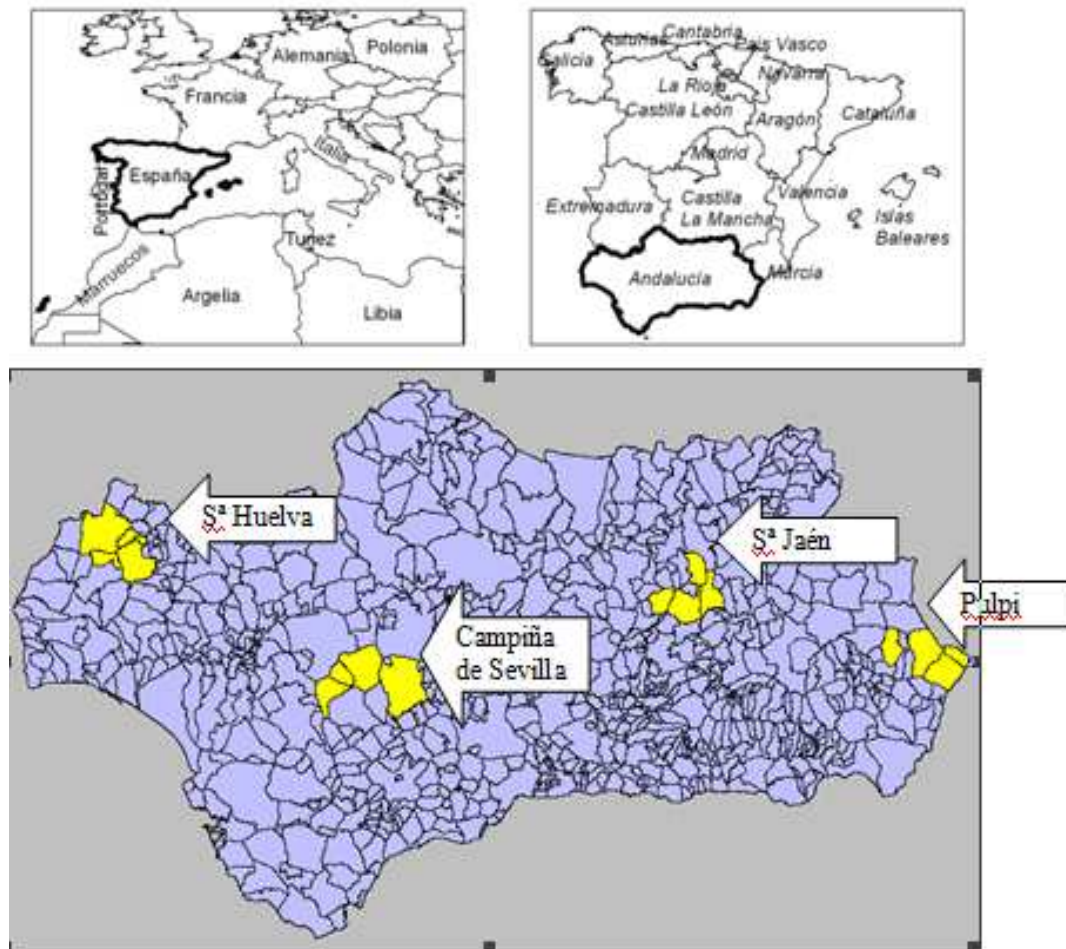 Alemania
Polonia
Francia
Italia
España
Portugal
Tunez
Marruecos
Argelia
Libia
Cantabria
Asturias
Pais Vasco
Galicia
Navarra
La Rioja
Castilla León
Cataluña
Aragón
Madrid
Valencia
Extremadura
Castilla
La Mancha
Islas
Baleares
Murcia
Andalucía
Sª Huelva
Sª Jaén
Pulpi
Campiña
de Sevilla